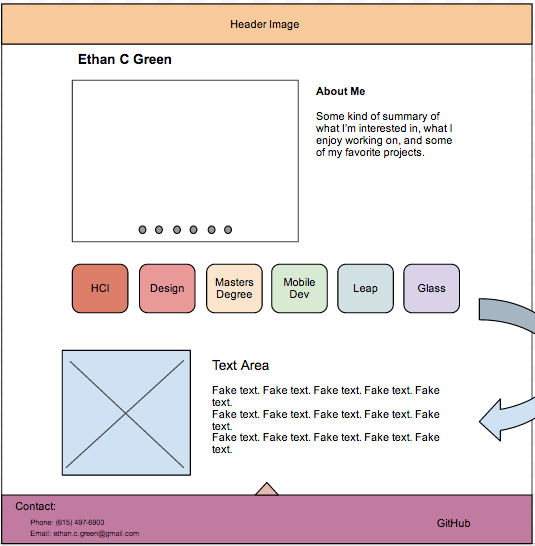 Header Image
Ethan C Green
About Me
Some kind of summary of
what I'm interested in, what I
enjoy working on, and some
of my favorite projects.
HCI
Design
Masters
Degree
Mobile
Dev
Leap
Glass
Text Area
Fake text. Fake text. Fake text. Fake text. Fake
text.
Fake text. Fake text. Fake text. Fake text. Fake
text.
Fake text. Fake text. Fake text. Fake text. Fake
text.
Contact:
Phone: (615) 497-6903
Email: ethan.c.green@gmail.com
GitHub